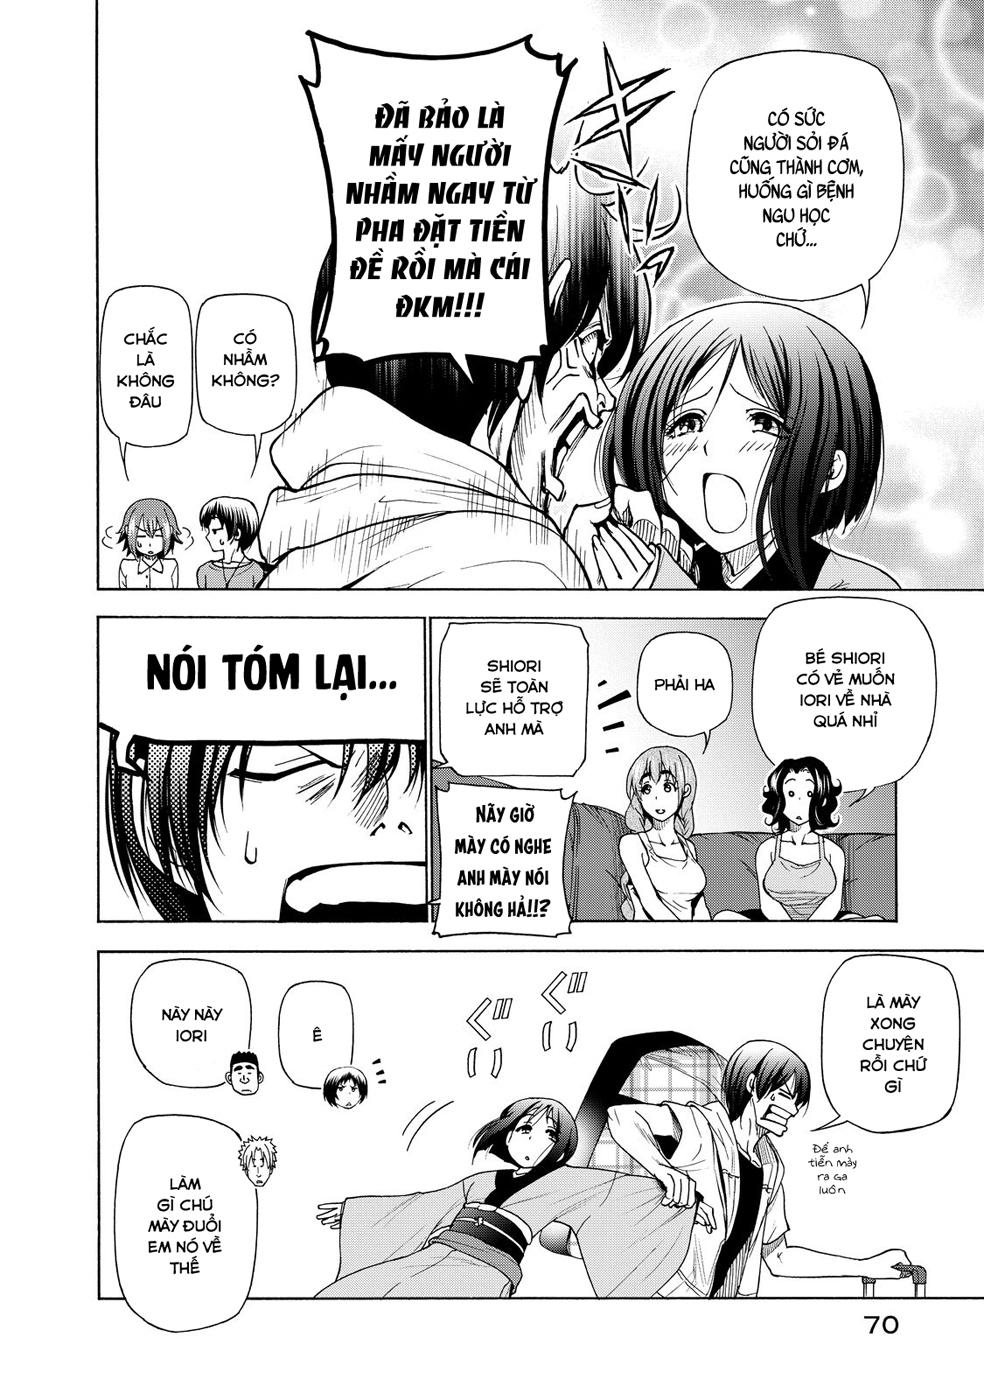 CÓ SỨC
NGƯỜI SỎI ĐÁ
CŨNG THÀNH CƠM,
HUỐNG GÌ BỆNH
NGU HỌC
CHỨ...
ĐÃ BẢO LÀ
MẤY NGƯỜI
NHẦM NGAY TỪ
PHA ĐẶT TIỀN
ĐỀ RỒI MÀ CÁI
ĐKM!!!
CÓ
NHẦM
KHÔNG?
CHẮC
LÀ
KHÔNG
ĐÂU
BÉ SHIORI
CÓ VẺ MUỐN
IORI VỀ NHÀ
QUÁ NHỈ
PHẢI HA
SHIORI
SẼ TOÀN
LỰC HỖ TRỢ
ANH MÀ
NÃY GIỜ
MÀY CÓ NGHE
ANH MÀY NÓI
KHÔNG HẢ!!?
NÓI TÓM LẠI...
LÀ MÀY
XONG
CHUYỆN
RỒI CHỨ
GÌ
Để anh
tiễn mày
ra ga
luôn
ぐいぐい
Ê
NÀY NÀY
IORI
LÀM
GÌ CHÚ
MÀY ĐUỔI
EM NÓ VỀ
THẾ
70